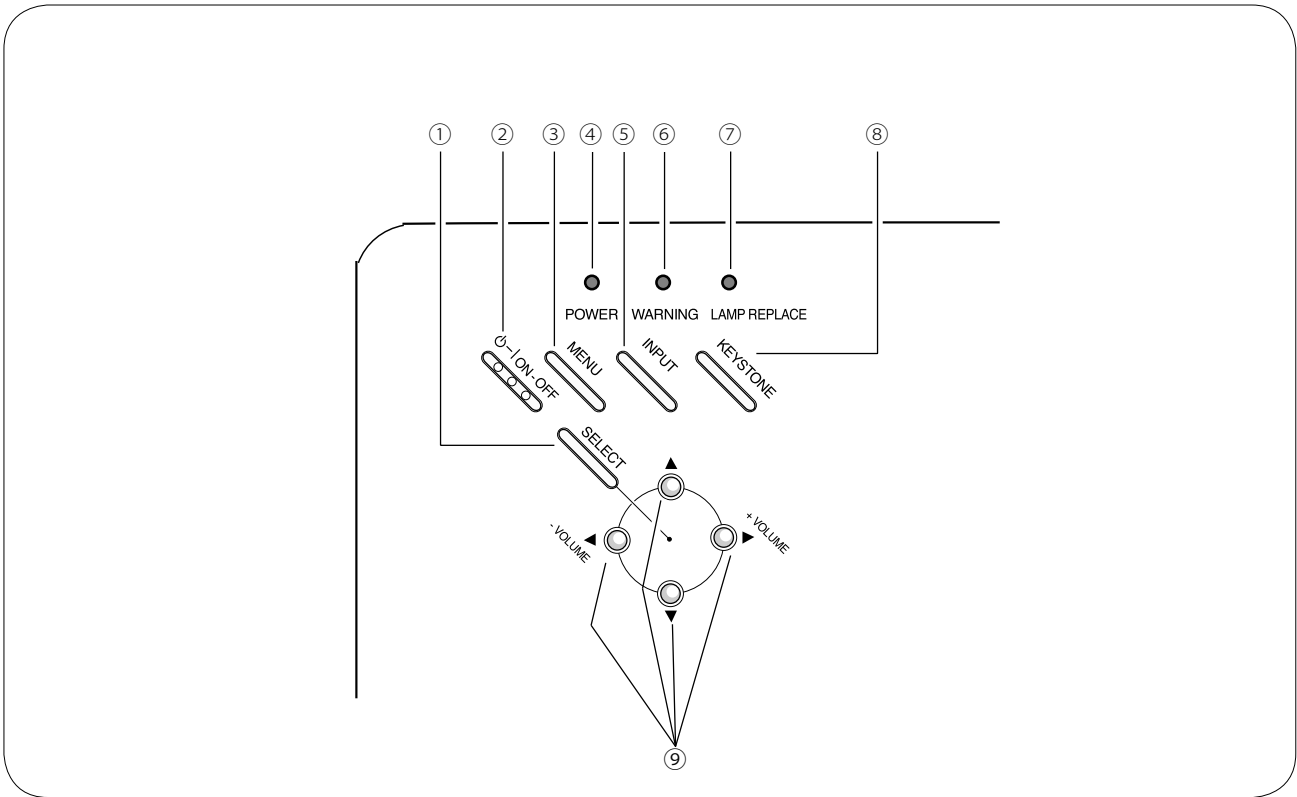 ① ② ③ ④ ⑤ ⑥ ⑦ ⑧
POWER WARNING LAMP REPLACE
⏻–|ON-OFF
MENU
INPUT
KEYSTONE
SELECT
▲
- VOLUME ◀
▶ + VOLUME
▼
⑨